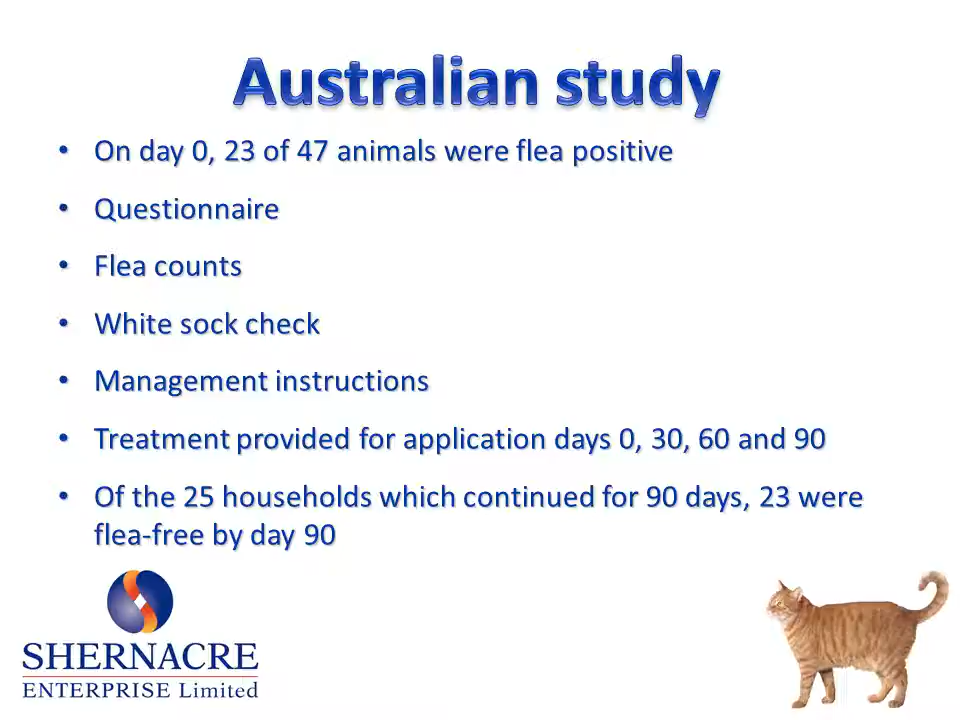 Australian study
• On day 0, 23 of 47 animals were flea positive
• Questionnaire
• Flea counts
• White sock check
• Management instructions
• Treatment provided for application days 0, 30, 60 and 90
• Of the 25 households which continued for 90 days, 23 were
flea-free by day 90
SHERNACRE
ENTERPRISE Limited